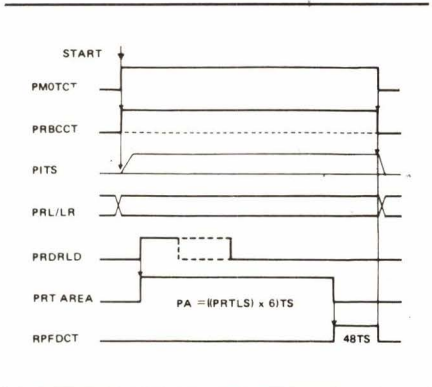 START
PMOTCT
PRBCCT
PITS
PRL/LR
PRDRLD
PRT AREA
PA =((PRTLS) x 6)TS
RPFDCT
48TS